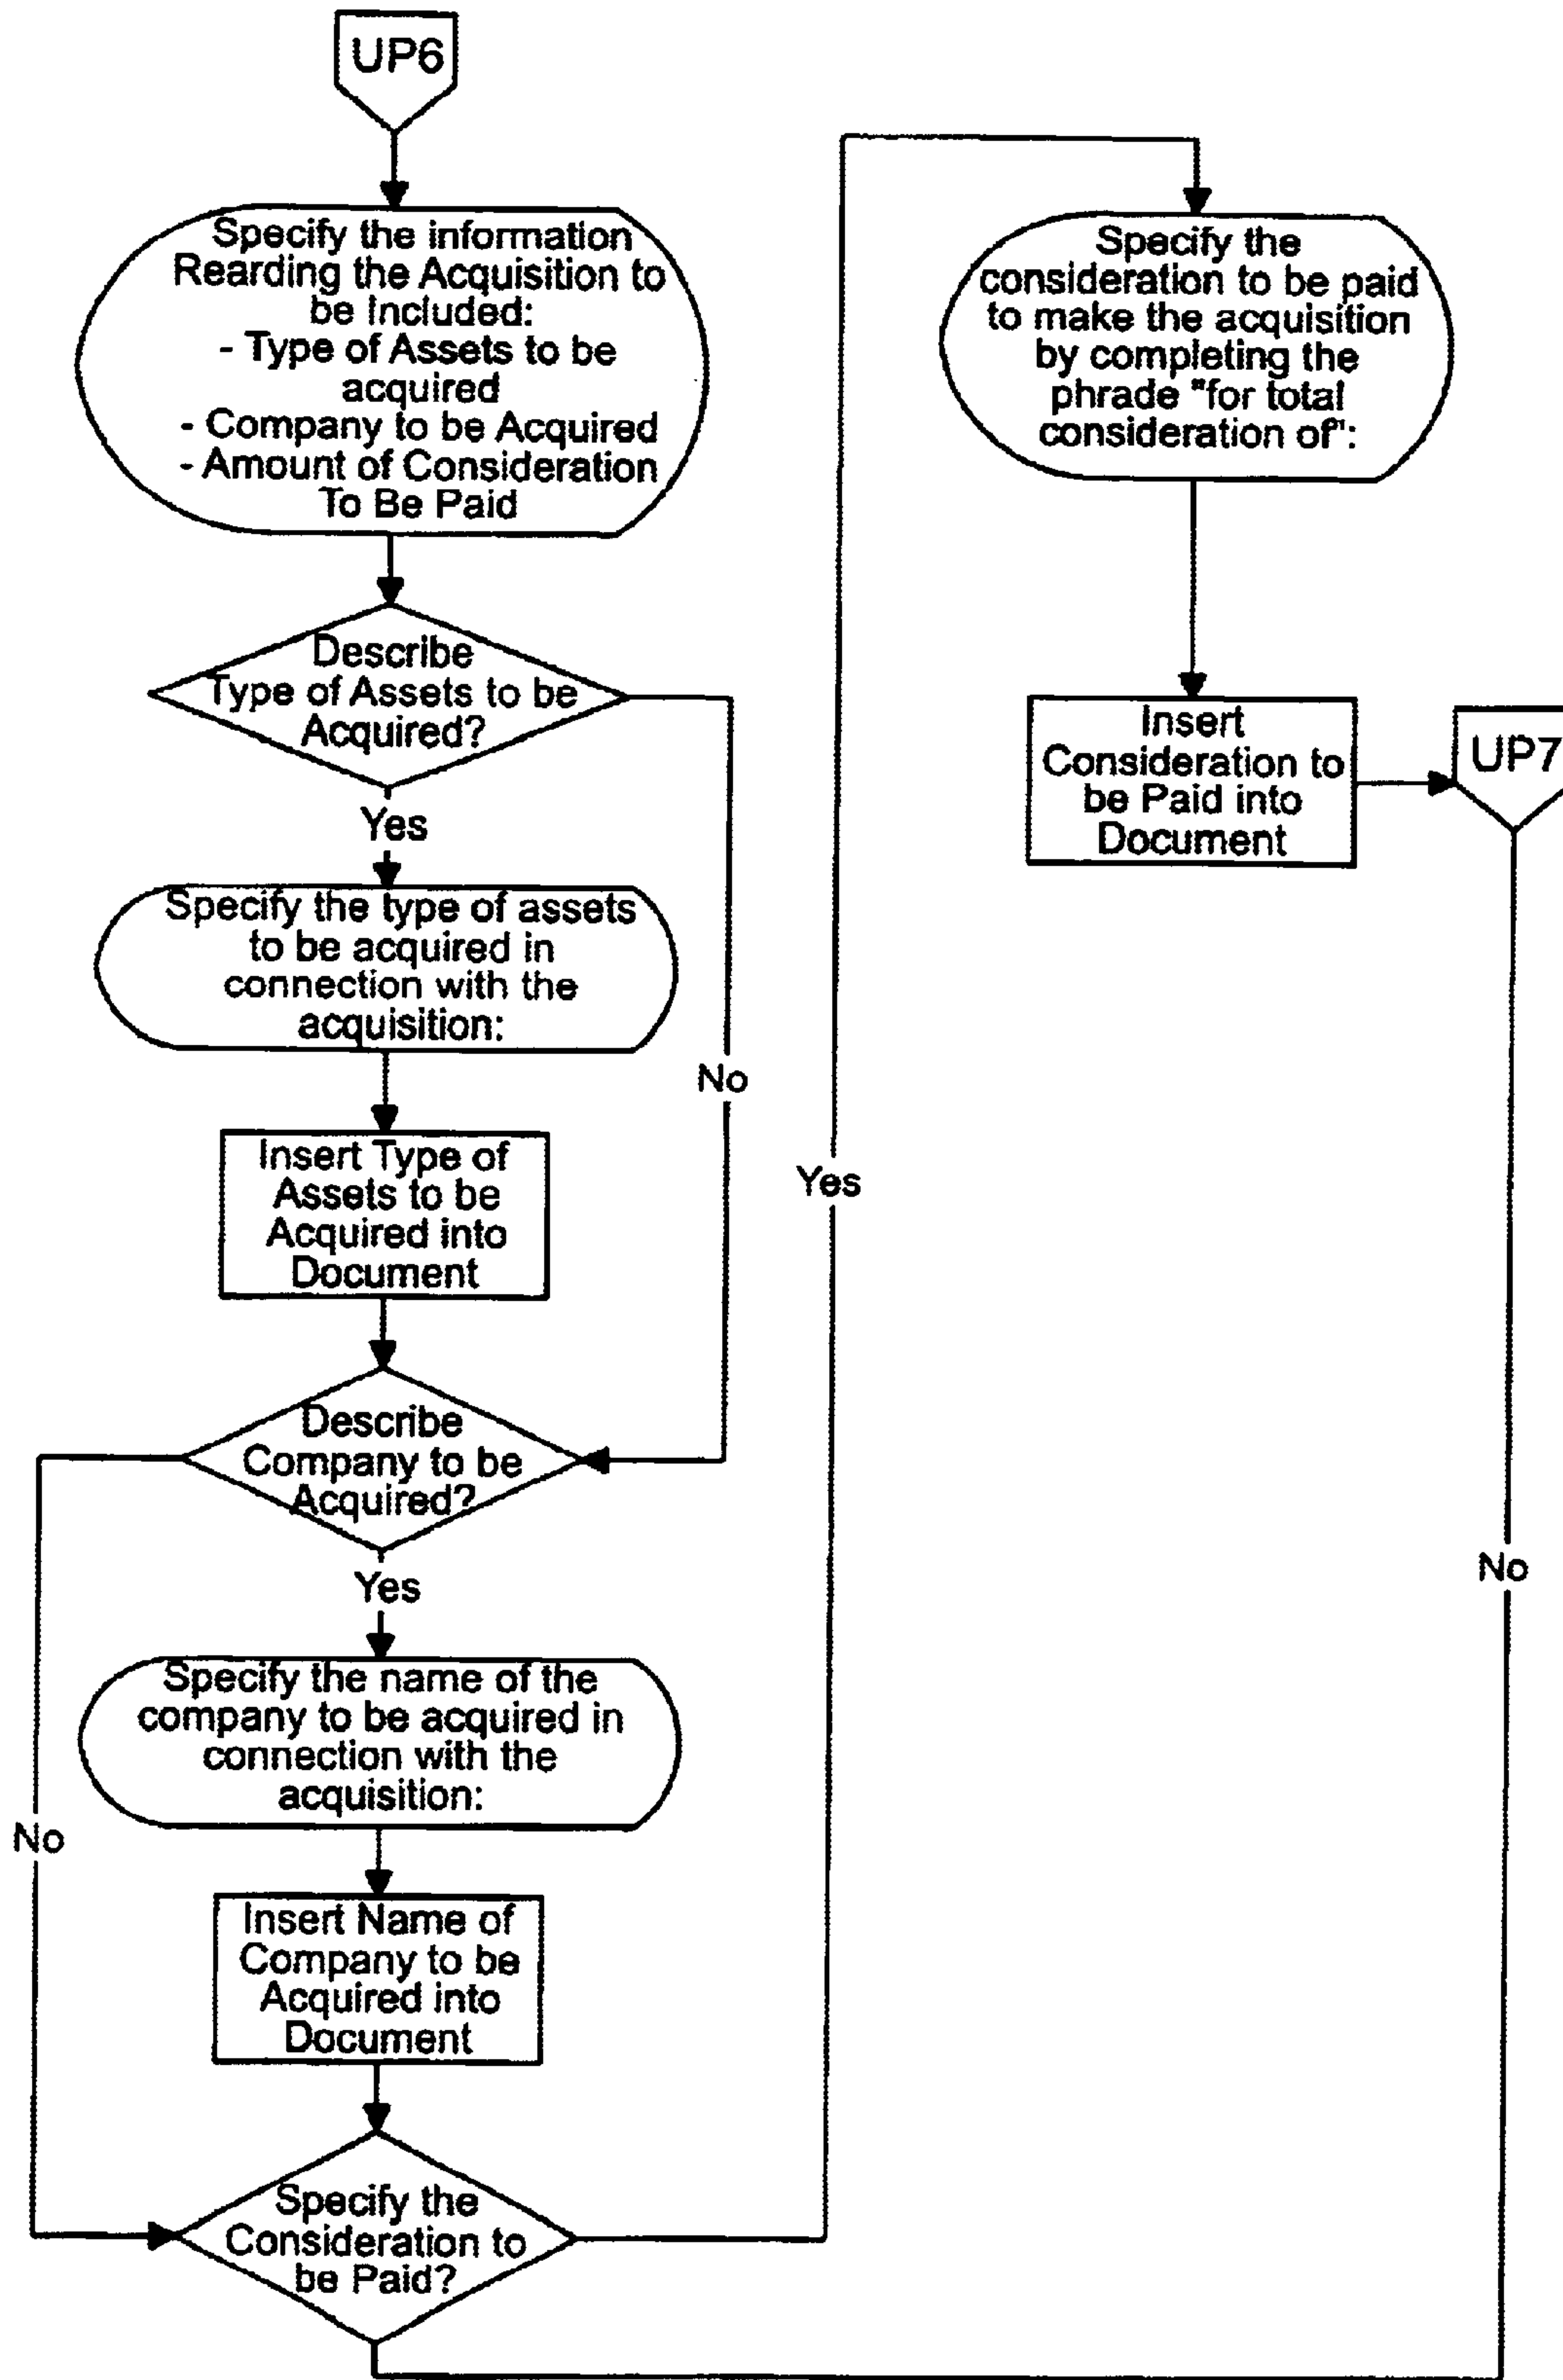 UP6
Specify the information
Rearding the Acquisition to
be Included:
- Type of Assets to be
acquired
- Company to be Acquired
- Amount of Consideration
To Be Paid
Describe
Type of Assets to be
Acquired?
Yes
Specify the type of assets
to be acquired in
connection with the
acquisition:
No
Insert Type of
Assets to be
Acquired into
Document
Describe
Company to be
Acquired?
Yes
Specify the name of the
company to be acquired in
connection with the
acquisition:
No
Insert Name of
Company to be
Acquired into
Document
Specify the
Consideration to
be Paid?
Yes
Specify the
consideration to be paid
to make the acquisition
by completing the
phrade "for total
consideration of":
Insert
Consideration to
be Paid into
Document
UP7
No